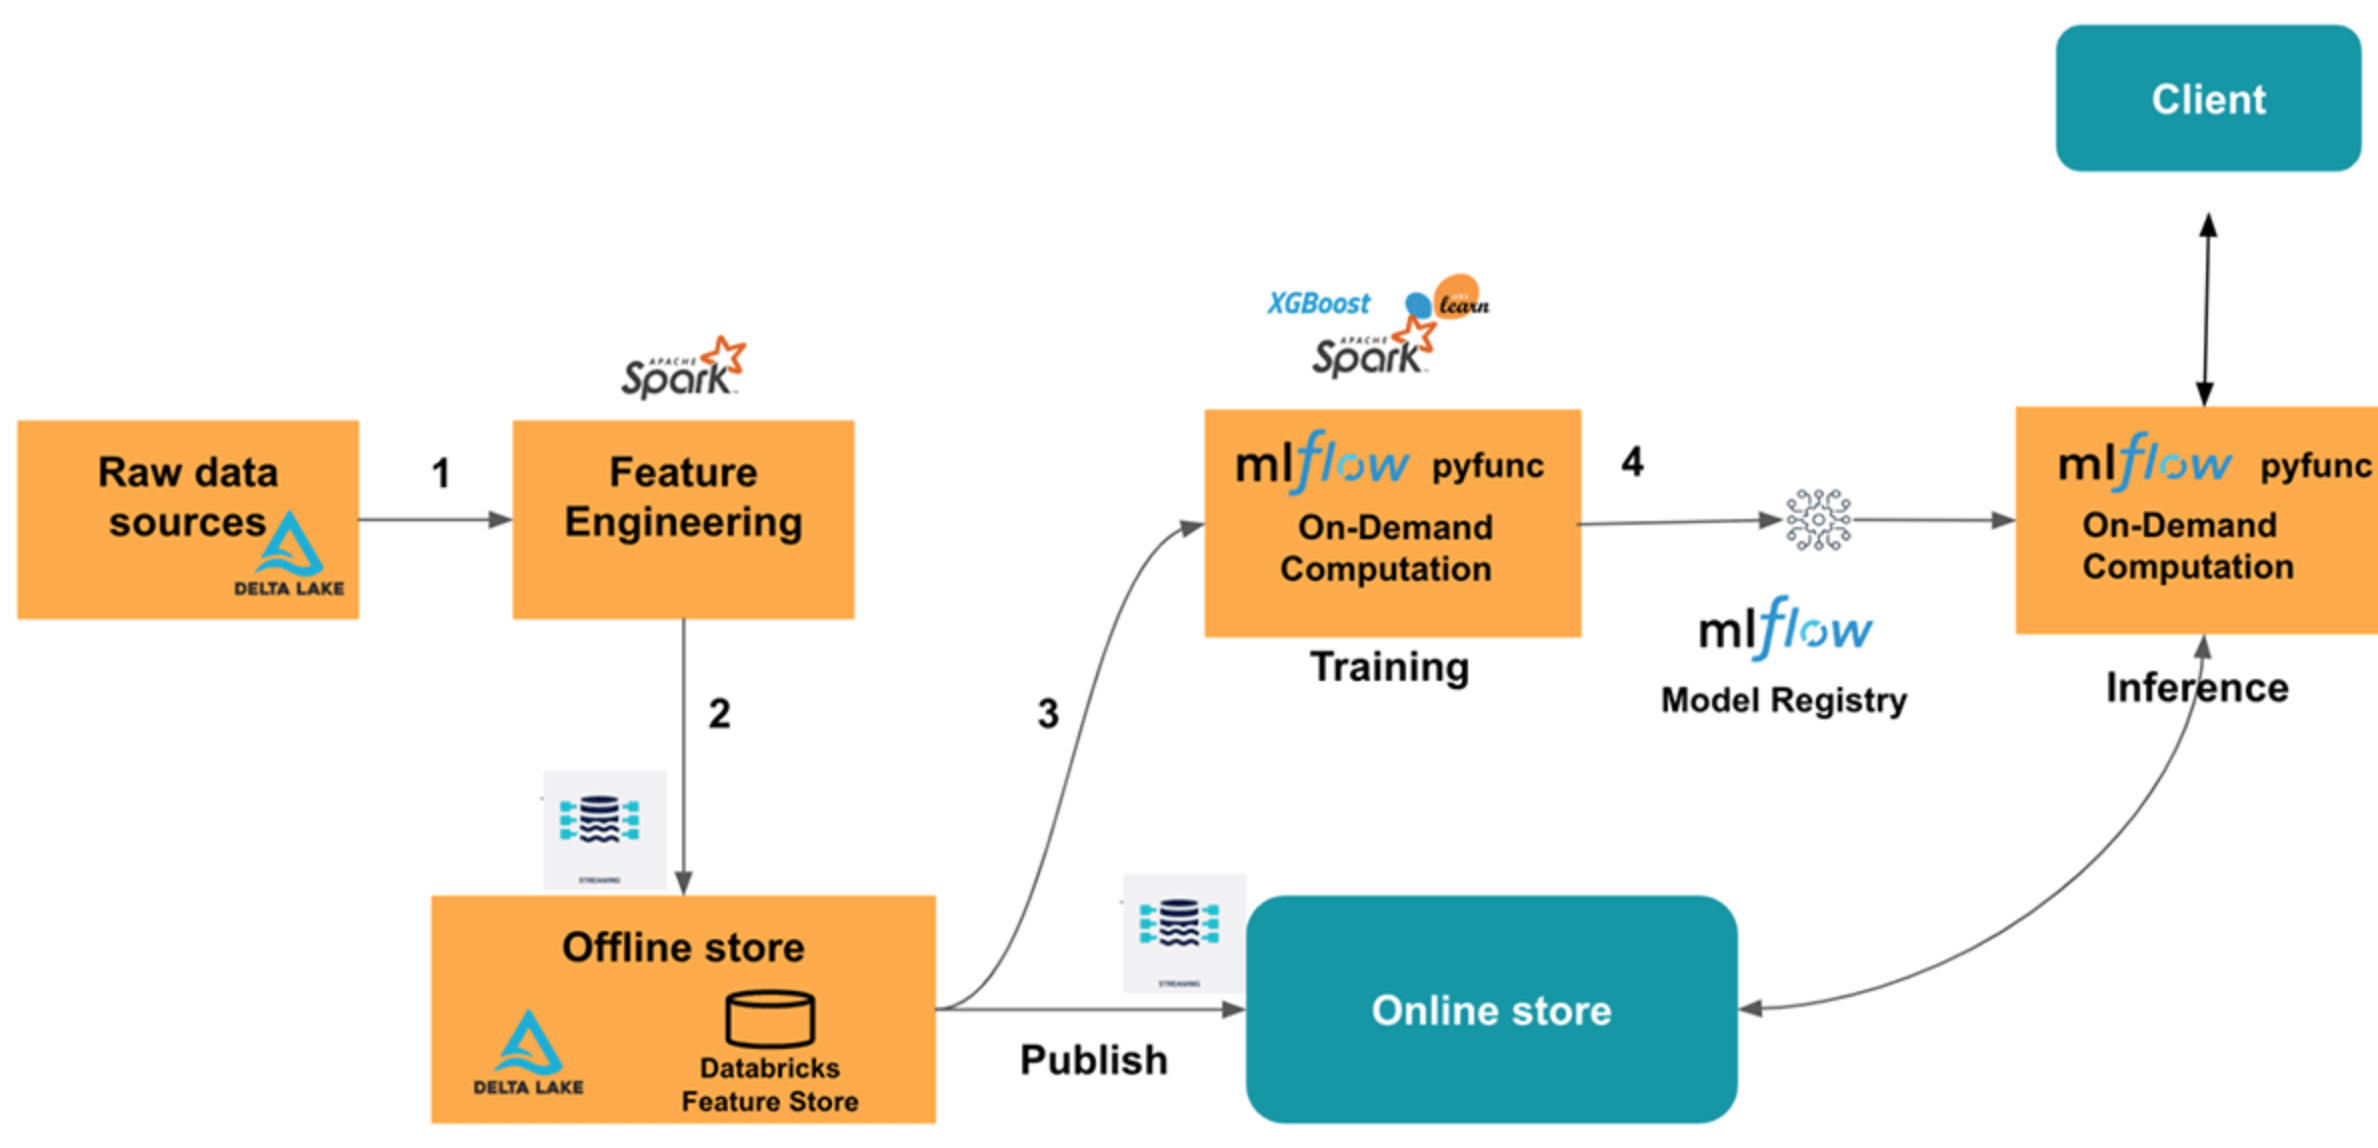 Client
XGBoost
learn
APACHE
Spark
APACHE
Spark
Raw data
sources
DELTA LAKE
1
Feature
Engineering
mlflow pyfunc
On-Demand
Computation
Training
4
mlflow
Model Registry
mlflow pyfunc
On-Demand
Computation
Inference
2
3
STREAMING
STREAMING
Offline store
DELTA LAKE
Databricks
Feature Store
Publish
Online store